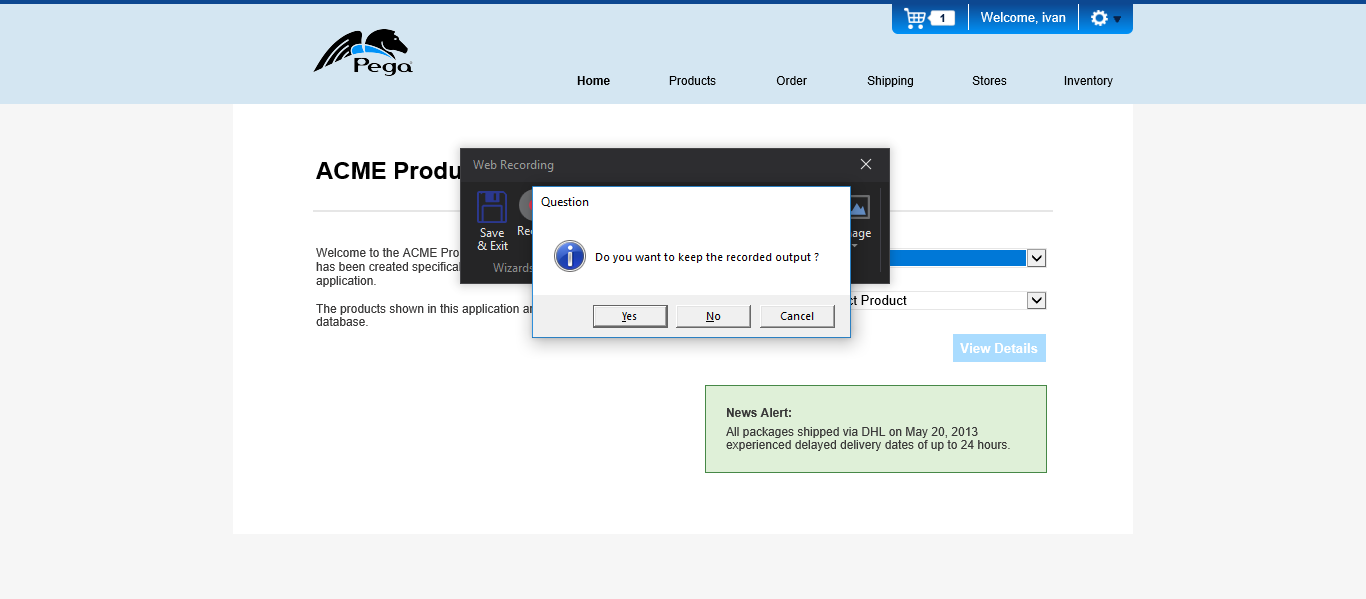 1
Welcome, ivan
Pega
Home
Products
Order
Shipping
Stores
Inventory
ACME Produ
Web Recording
Save
& Exit
Rec
Wizards
age
Question
Do you want to keep the recorded output ?
Yes
No
Cancel
Welcome to the ACME Pro
has been created specifical
application.
The products shown in this application ar
database.
ct Product
View Details
News Alert:
All packages shipped via DHL on May 20, 2013
experienced delayed delivery dates of up to 24 hours.